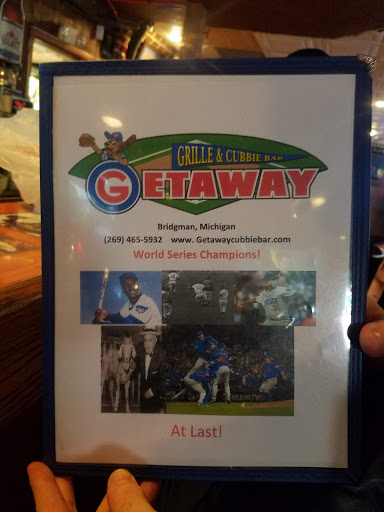 GRILLE & CUBBIE BAR
GETAWAY
Bridgman, Michigan
(269) 465-5932 www. Getawaycubbiebar.com
World Series Champions!
At Last!